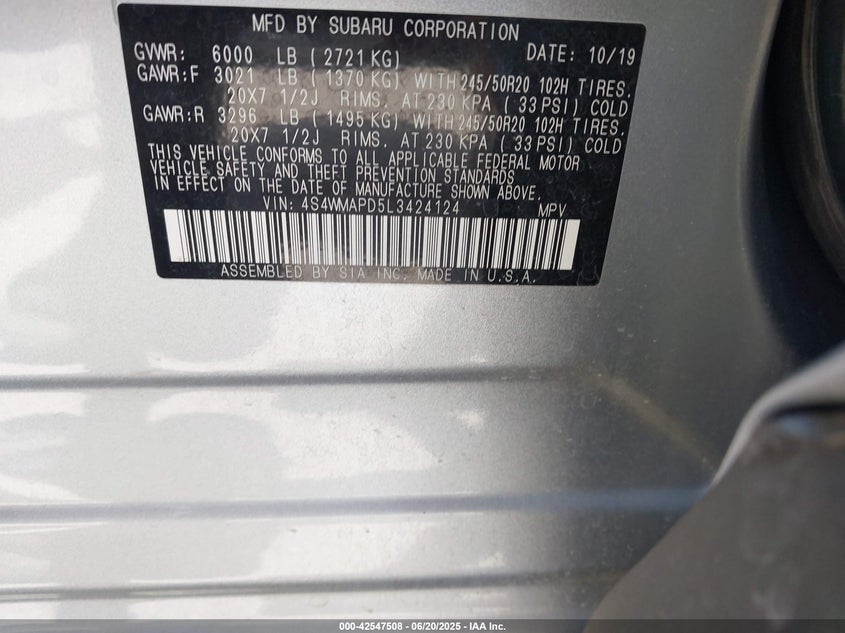 MFD BY SUBARU CORPORATION
GVWR: 6000 LB ( 2721 KG) DATE: 10/19
GAWR:F 3021 LB ( 1370 KG) WITH 245/50R20 102H TIRES.
20X7 1/2J RIMS. AT 230 KPA ( 33 PSI) COLD
GAWR:R 3296 LB ( 1495 KG) WITH 245/50R20 102H TIRES.
20X7 1/2J RIMS. AT 230 KPA ( 33 PSI) COLD
THIS VEHICLE CONFORMS TO ALL APPLICABLE FEDERAL MOTOR
VEHICLE SAFETY AND THEFT PREVENTION STANDARDS
IN EFFECT ON THE DATE OF MANUFACTURE SHOWN ABOVE.
VIN: 4S4WMAPD5L3424124 MPV
ASSEMBLED BY SIA INC. MADE IN U.S.A.
000-42547508 - 06/20/2025 - IAA Inc.